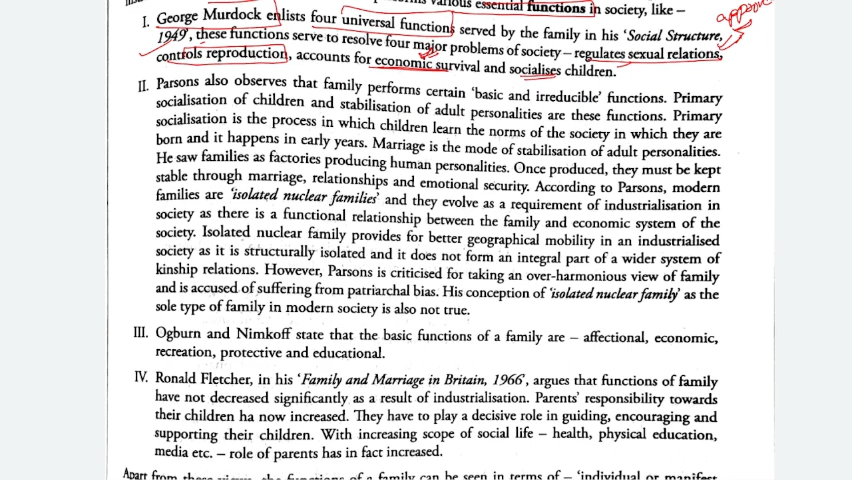 various essential functions in society, like –
I. George Murdock enlists four universal functions served by the family in his 'Social Structure,
1949', these functions serve to resolve four major problems of society – regulates sexual relations,
controls reproduction, accounts for economic survival and socialises children.
II. Parsons also observes that family performs certain 'basic and irreducible' functions. Primary
socialisation of children and stabilisation of adult personalities are these functions. Primary
socialisation is the process in which children learn the norms of the society in which they are
born and it happens in early years. Marriage is the mode of stabilisation of adult personalities.
He saw families as factories producing human personalities. Once produced, they must be kept
stable through marriage, relationships and emotional security. According to Parsons, modern
families are 'isolated nuclear families' and they evolve as a requirement of industrialisation in
society as there is a functional relationship between the family and economic system of the
society. Isolated nuclear family provides for better geographical mobility in an industrialised
society as it is structurally isolated and it does not form an integral part of a wider system of
kinship relations. However, Parsons is criticised for taking an over-harmonious view of family
and is accused of suffering from patriarchal bias. His conception of 'isolated nuclear family' as the
sole type of family in modern society is also not true.
III. Ogburn and Nimkoff state that the basic functions of a family are – affectional, economic,
recreation, protective and educational.
IV. Ronald Fletcher, in his 'Family and Marriage in Britain, 1966', argues that functions of family
have not decreased significantly as a result of industrialisation. Parents' responsibility towards
their children ha now increased. They have to play a decisive role in guiding, encouraging and
supporting their children. With increasing scope of social life – health, physical education,
media etc. – role of parents has in fact increased.
Apart from these views, the functions of a family can be seen in terms of – 'individual or manifest